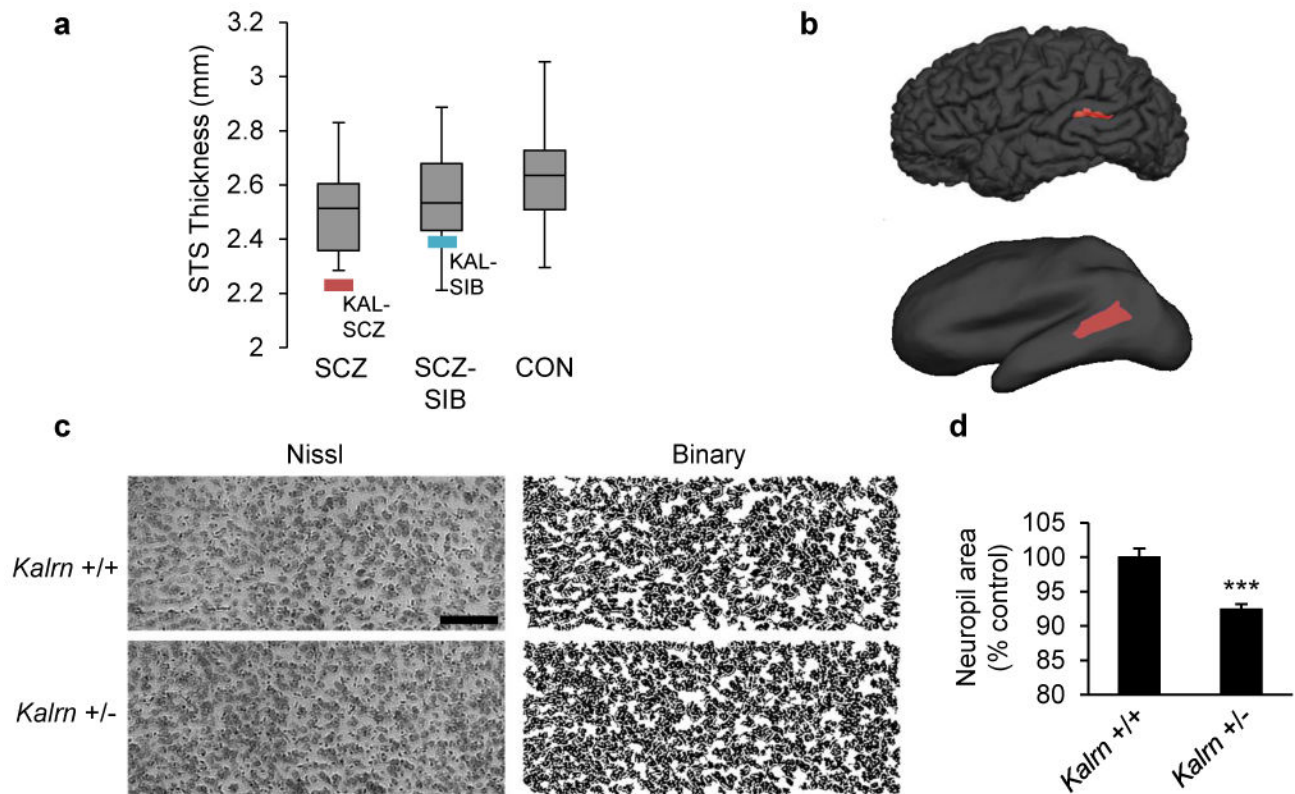 a
STS Thickness (mm)
3.2
3
2.8
2.6
2.4
2.2
2
KAL-
SCZ
KAL-
SIB
SCZ
SCZ-
SIB
CON
b
c
Nissl
Binary
Kalrn +/+
Kalrn +/-
d
Neuropil area
(% control)
105
100
95
90
85
80
***
Kalrn +/+
Kalrn +/-